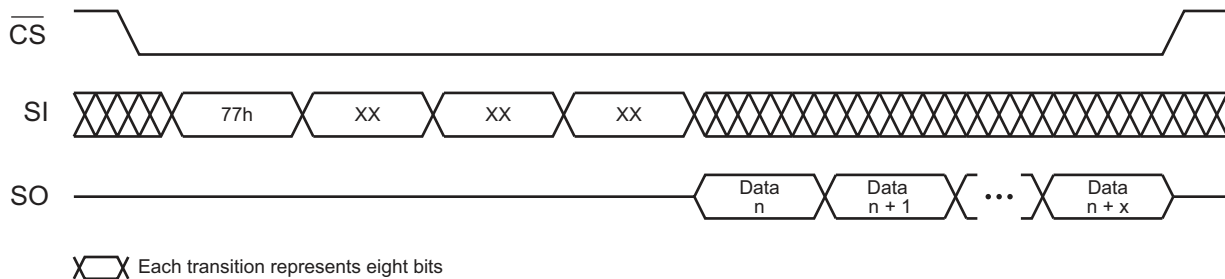 CS
SI
77h
XX
XX
XX
SO
Data
n
Data
n + 1
•••
Data
n + x
Each transition represents eight bits